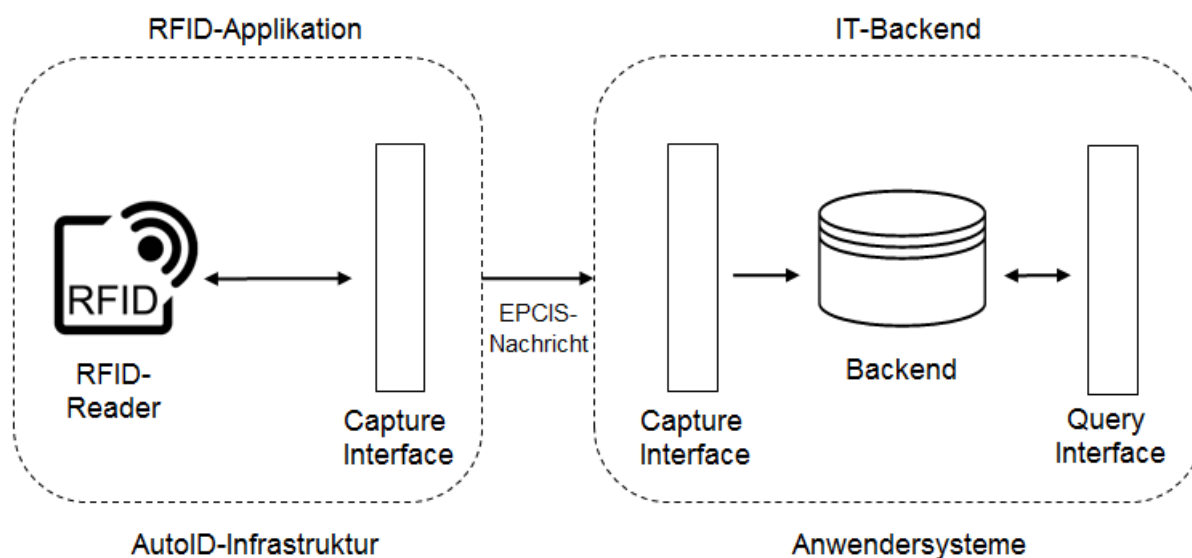 RFID-Applikation
IT-Backend
RFID
RFID-
Reader
Capture
Interface
EPCIS-
Nachricht
Capture
Interface
Backend
Query
Interface
AutoID-Infrastruktur
Anwendersysteme